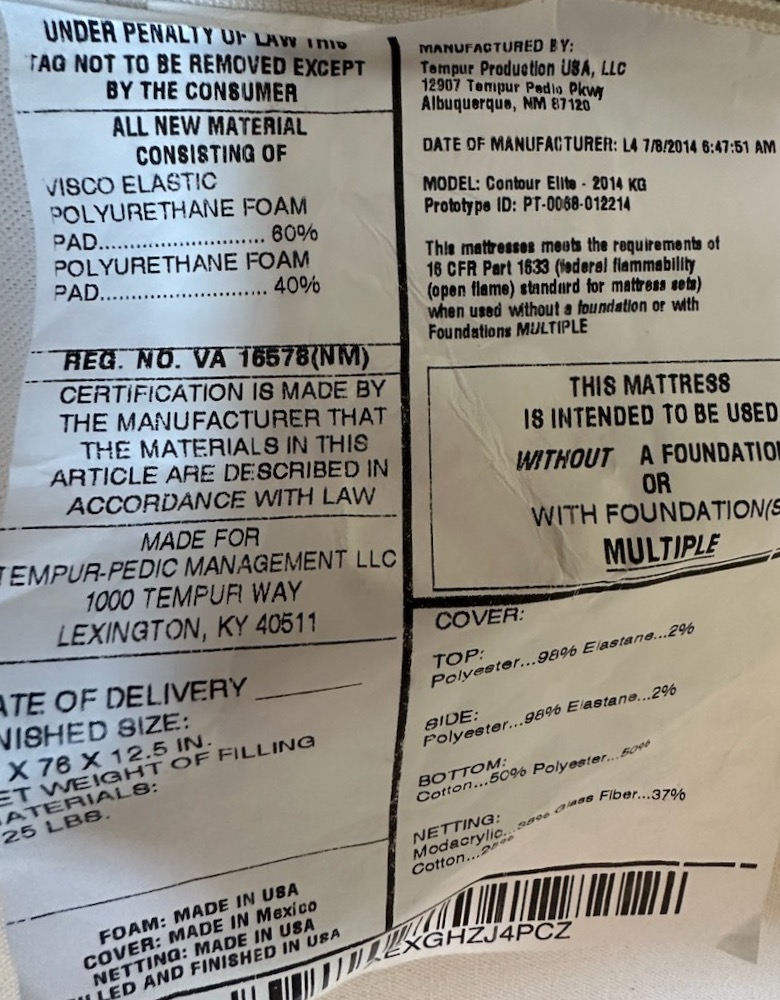 UNDER PENALTY OF LAW THIS
TAG NOT TO BE REMOVED EXCEPT
BY THE CONSUMER
ALL NEW MATERIAL
CONSISTING OF
VISCO ELASTIC
POLYURETHANE FOAM
PAD............................ 60%
POLYURETHANE FOAM
PAD............................ 40%
REG. NO. VA 16578(NM)
CERTIFICATION IS MADE BY
THE MANUFACTURER THAT
THE MATERIALS IN THIS
ARTICLE ARE DESCRIBED IN
ACCORDANCE WITH LAW
MADE FOR
TEMPUR-PEDIC MANAGEMENT LLC
1000 TEMPUR WAY
LEXINGTON, KY 40511
ATE OF DELIVERY
NISHED SIZE:
X 76 X 12.5 IN.
ET WEIGHT OF FILLING
ATERIALS:
25 LBS.
FOAM: MADE IN USA
COVER: MADE IN Mexico
NETTING: MADE IN USA
LLED AND FINISHED IN USA
MANUFACTURED BY:
Tempur Production USA, LLC
12907 Tempur Pedic Pkwy
Albuquerque, NM 87120
DATE OF MANUFACTURER: L4 7/8/2014 6:47:51 AM
MODEL: Contour Elite - 2014 KG
Prototype ID: PT-0068-012214
This mattresses meets the requirements of
16 CFR Part 1633 (federal flammability
(open flame) standard for mattress sets)
when used without a foundation or with
Foundations MULTIPLE
THIS MATTRESS
IS INTENDED TO BE USED
WITHOUT A FOUNDATIO
OR
WITH FOUNDATION(S
MULTIPLE
COVER:
TOP:
Polyester...98% Elastane...2%
SIDE:
Polyester...98% Elastane...2%
BOTTOM:
Cotton...50% Polyester...50%
NETTING:
Modacrylic... Glass Fiber...37%
Cotton...
EXGHZJ4PCZ